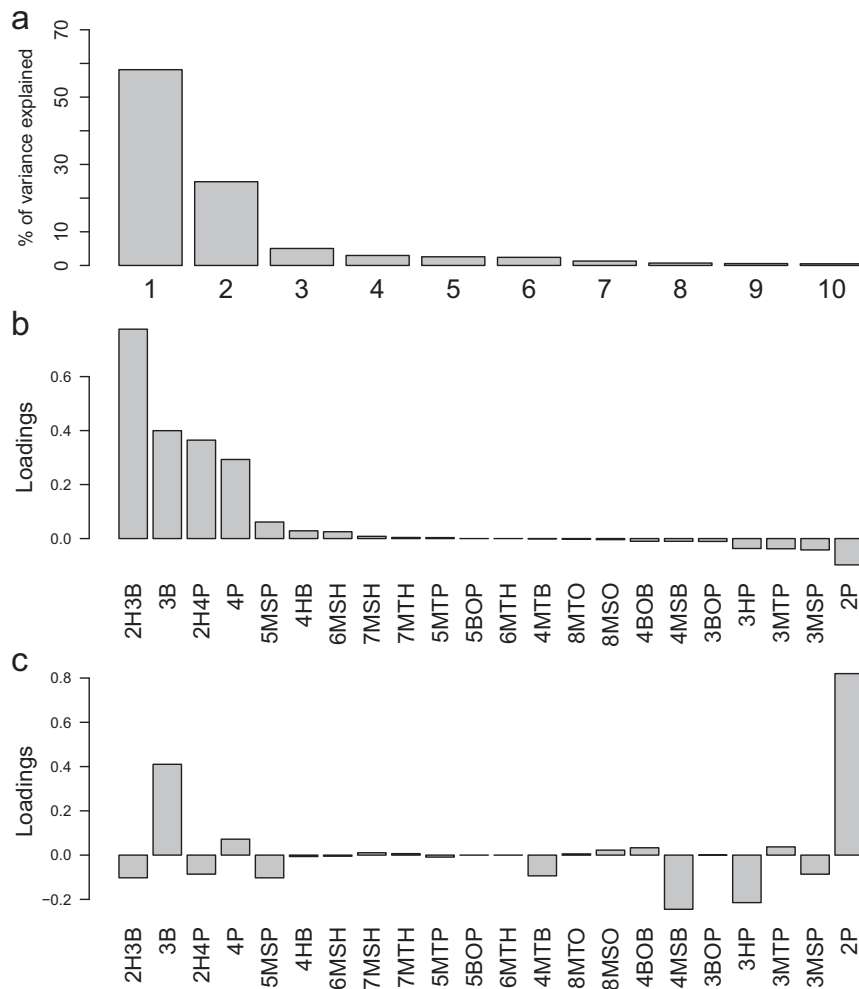 a
% of variance explained
70
50
30
10
0
1 2 3 4 5 6 7 8 9 10
b
Loadings
0.6
0.4
0.2
0.0
2H3B 3B 2H4P 4P 5MSP 4HB 6MSH 7MSH 7MTH 5MTP 5BOP 6MTH 4MTB 8MTO 8MSO 4BOB 4MSB 3BOP 3HP 3MTP 3MSP 2P
c
Loadings
0.8
0.6
0.4
0.2
0.0
−0.2
2H3B 3B 2H4P 4P 5MSP 4HB 6MSH 7MSH 7MTH 5MTP 5BOP 6MTH 4MTB 8MTO 8MSO 4BOB 4MSB 3BOP 3HP 3MTP 3MSP 2P